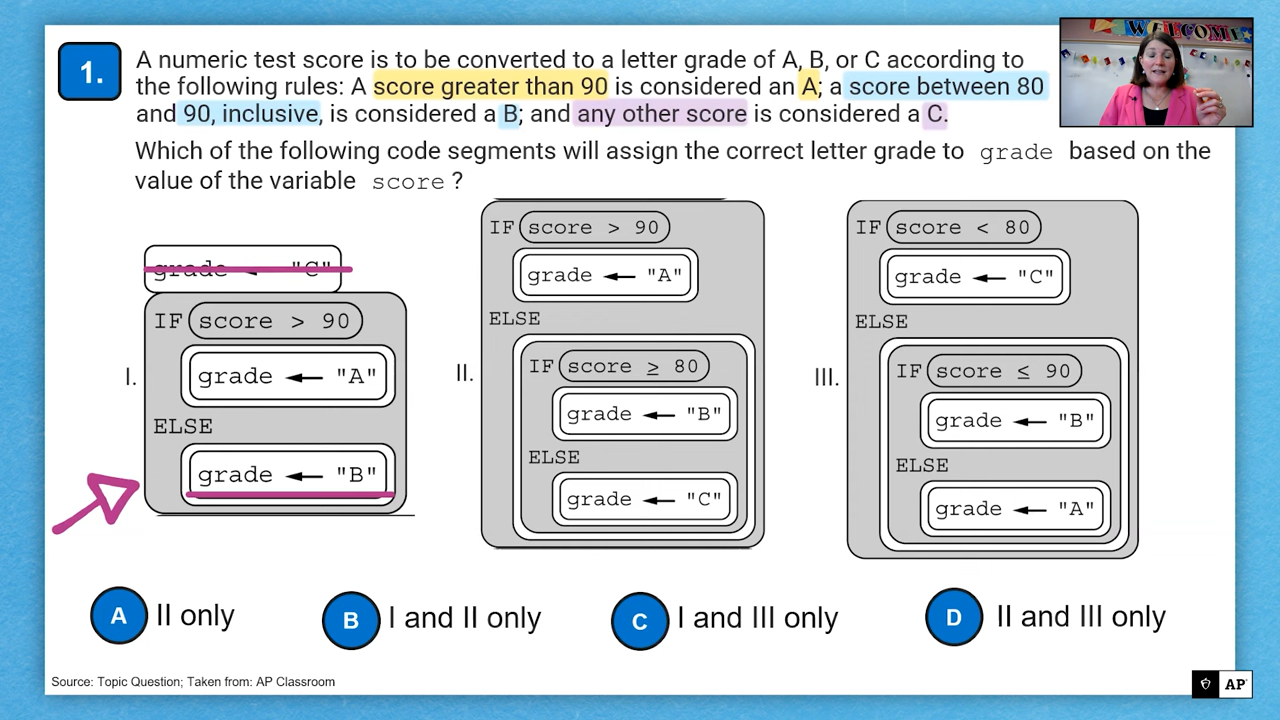 1.
A numeric test score is to be converted to a letter grade of A, B, or C according to
the following rules: A score greater than 90 is considered an A; a score between 80
and 90, inclusive, is considered a B; and any other score is considered a C.
Which of the following code segments will assign the correct letter grade to grade based on the
value of the variable score ?
WELCOME
I.
grade ← "C"
IF score > 90
grade ← "A"
ELSE
grade ← "B"
II.
IF score > 90
grade ← "A"
ELSE
IF score ≥ 80
grade ← "B"
ELSE
grade ← "C"
III.
IF score < 80
grade ← "C"
ELSE
IF score ≤ 90
grade ← "B"
ELSE
grade ← "A"
A II only
B I and II only
C I and III only
D II and III only
Source: Topic Question; Taken from: AP Classroom
AP